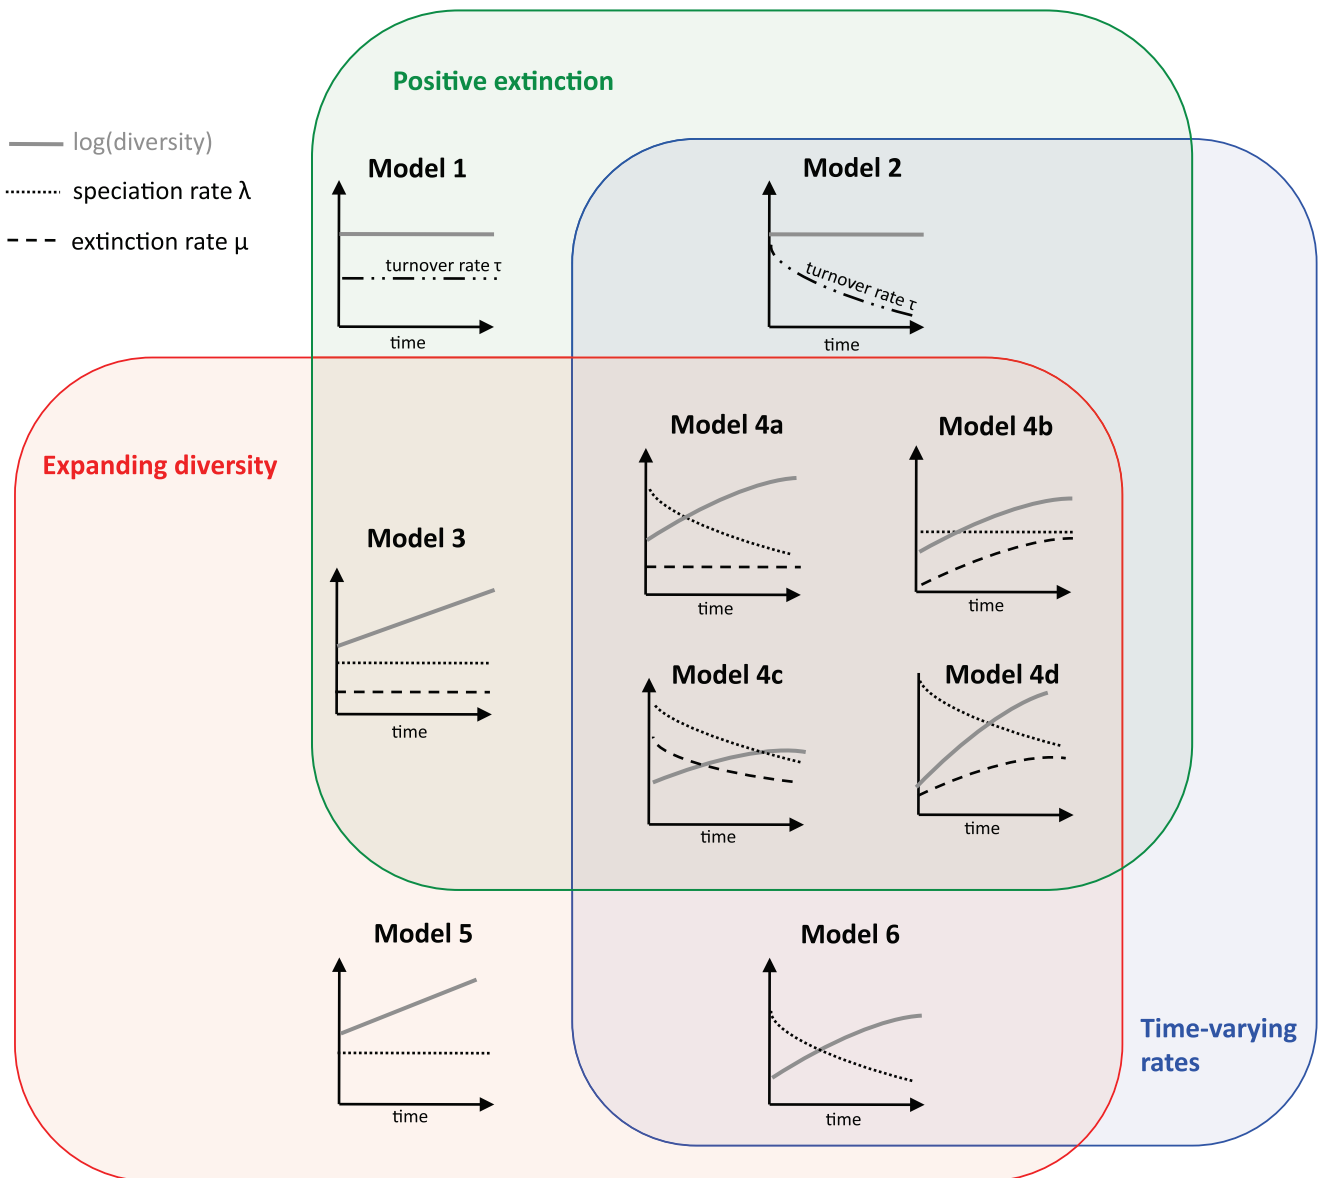 Positive extinction
log(diversity)
speciation rate λ
extinction rate μ
Model 1
turnover rate τ
time
Model 2
turnover rate τ
time
Expanding diversity
Model 3
time
Model 4a
time
Model 4b
time
Model 4c
time
Model 4d
time
Model 5
time
Model 6
time
Time-varying
rates